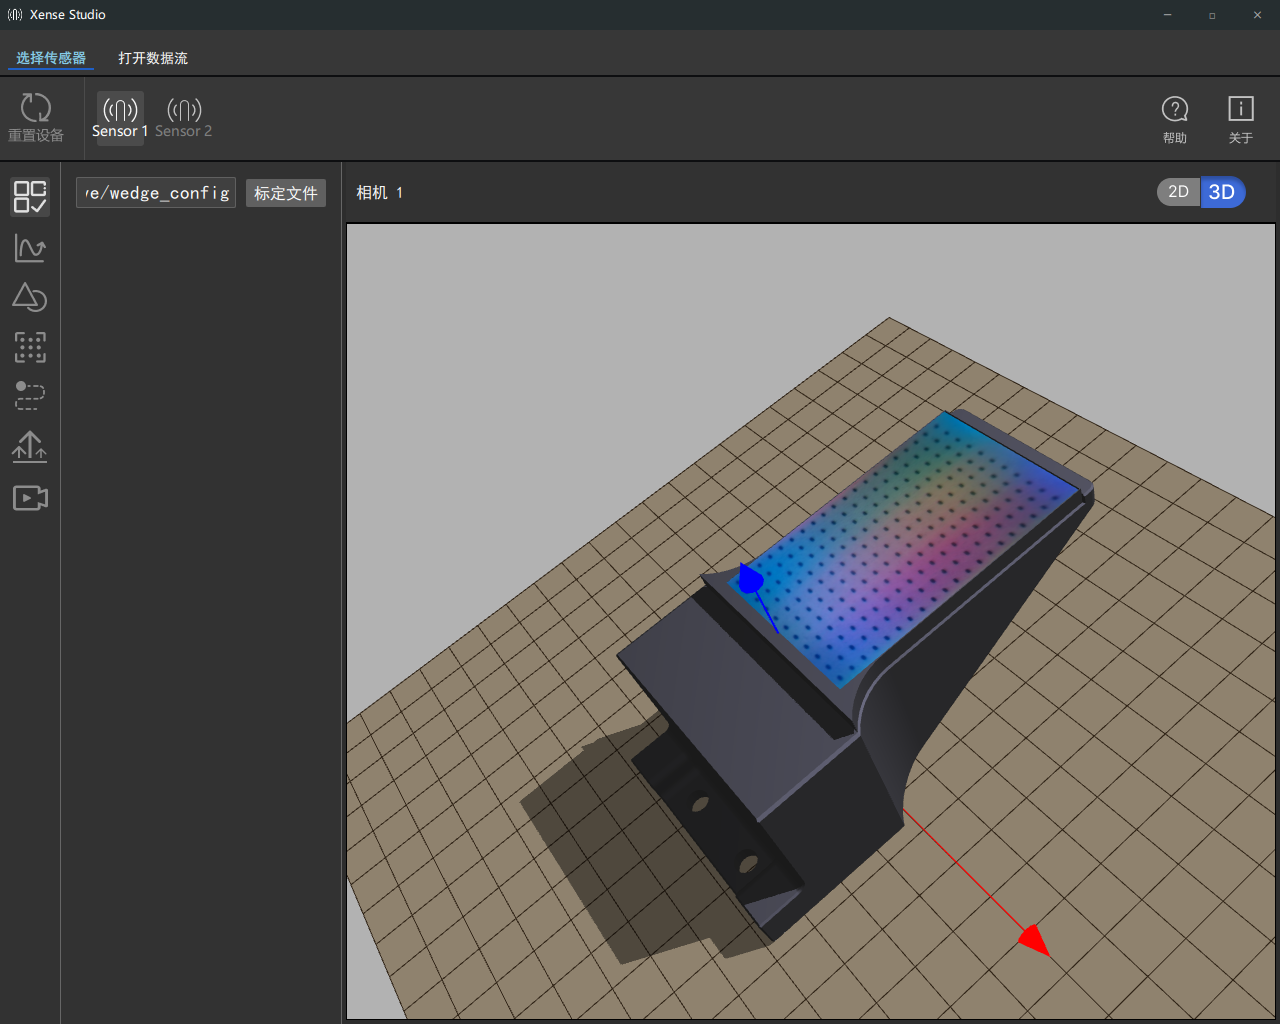 Xense Studio
选择传感器 打开数据流
重置设备 Sensor 1 Sensor 2 帮助 关于
/wedge_config 标定文件 相机 1 2D 3D